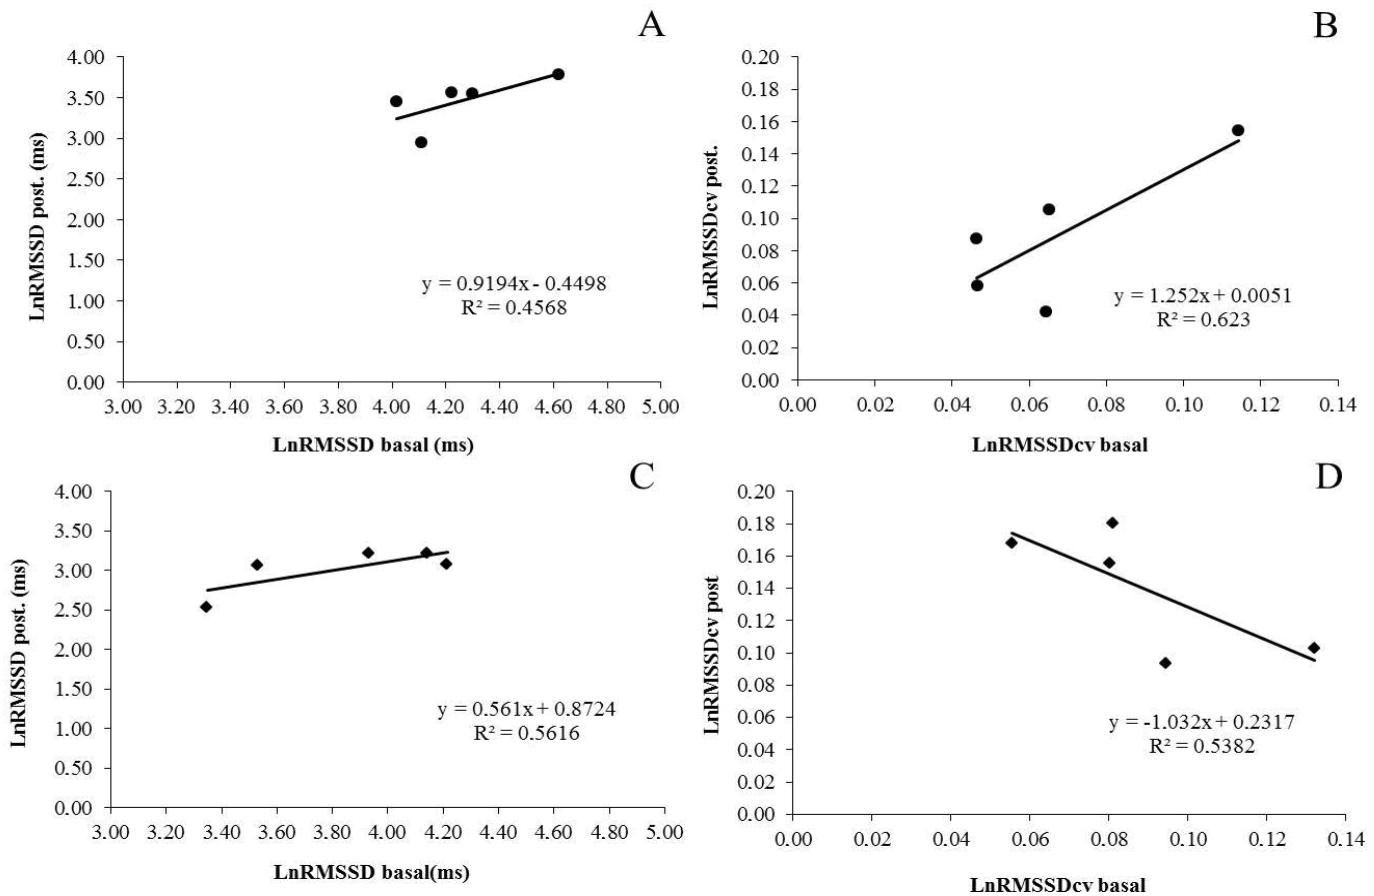 A
4.00
3.50
3.00
2.50
2.00
1.50
1.00
0.50
0.00
LnRMSSD post. (ms)
y = 0.9194x - 0.4498
R² = 0.4568
3.00 3.20 3.40 3.60 3.80 4.00 4.20 4.40 4.60 4.80 5.00
LnRMSSD basal (ms)
B
0.20
0.18
0.16
0.14
0.12
0.10
0.08
0.06
0.04
0.02
0.00
LnRMSSDcv post.
y = 1.252x + 0.0051
R² = 0.623
0.00 0.02 0.04 0.06 0.08 0.10 0.12 0.14
LnRMSSDcv basal
C
4.00
3.50
3.00
2.50
2.00
1.50
1.00
0.50
0.00
LnRMSSD post. (ms)
y = 0.561x + 0.8724
R² = 0.5616
3.00 3.20 3.40 3.60 3.80 4.00 4.20 4.40 4.60 4.80 5.00
LnRMSSD basal(ms)
D
0.20
0.18
0.16
0.14
0.12
0.10
0.08
0.06
0.04
0.02
0.00
LnRMSSDcv post
y = -1.032x + 0.2317
R² = 0.5382
0.00 0.02 0.04 0.06 0.08 0.10 0.12 0.14
LnRMSSDcv basal